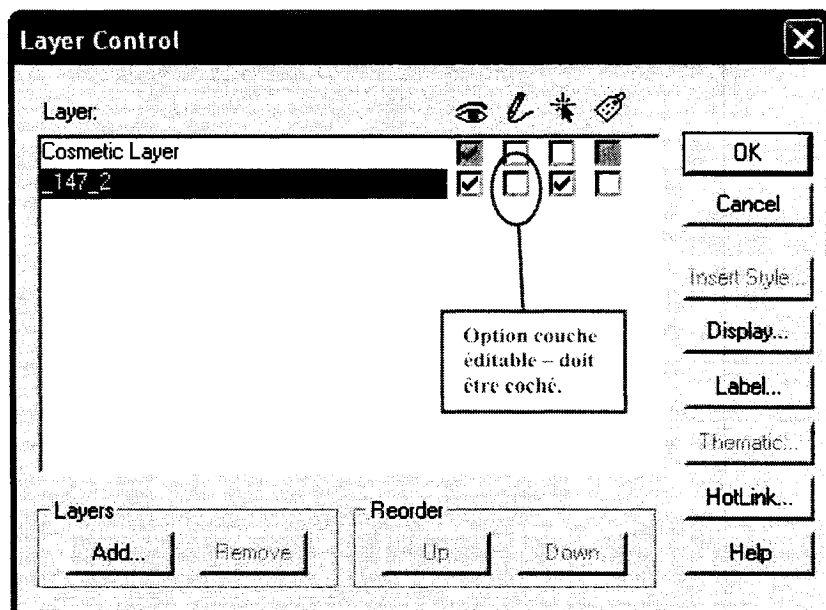 Layer Control
Layer:
Cosmetic Layer
_147_2
OK
Cancel
Insert Style...
Display...
Label...
Thematic...
HotLink...
Help
Option couche
éditable – doit
être coché.
Layers
Add...
Remove
Reorder
Up
Down